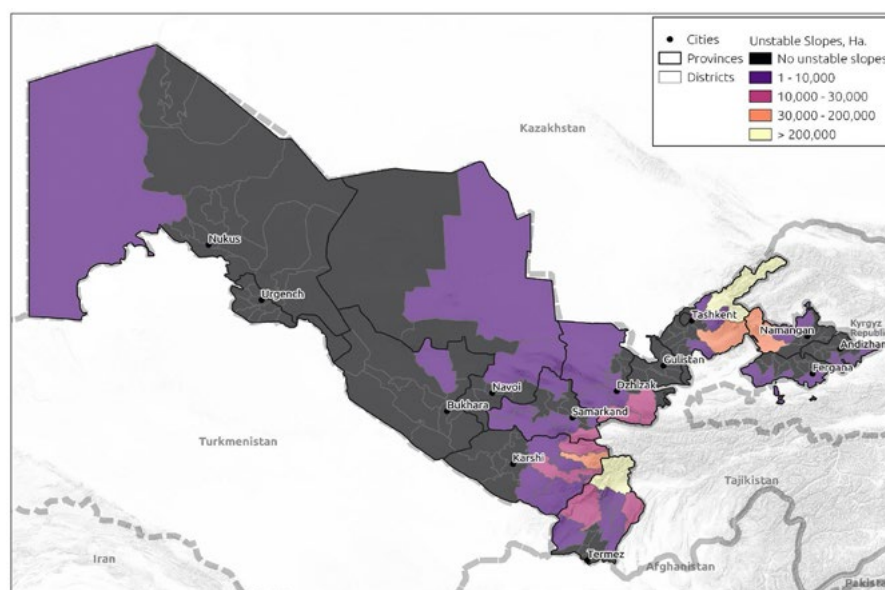 Cities
Provinces
Districts
Unstable Slopes, Ha.
No unstable slopes
1 - 10,000
10,000 - 30,000
30,000 - 200,000
> 200,000
Kazakhstan
Nukus
Urgench
Tashkent
Namangan
Kyrgyz
Republi
Andizhan
Gulistan
Fergana
Dzhizak
Navoi
Bukhara
Samarkand
Turkmenistan
Karshi
Tajikistan
Termez
Iran
Afghanistan
Pakist